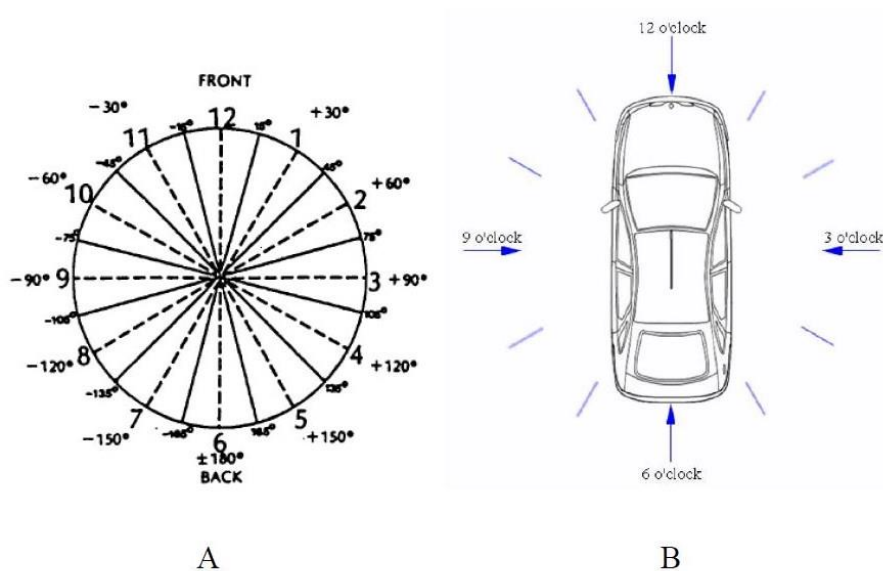 FRONT
-30° -15° 12 15° +30°
11 1
-60° -45° 45° +60°
10 2
-75° 75°
-90° 9 3 +90°
-105° 105°
-120° 8 4 +120°
-135° 135°
-150° 7 5 +150°
-165° 6 165°
±180°
BACK
A
12 o'clock
9 o'clock
3 o'clock
6 o'clock
B